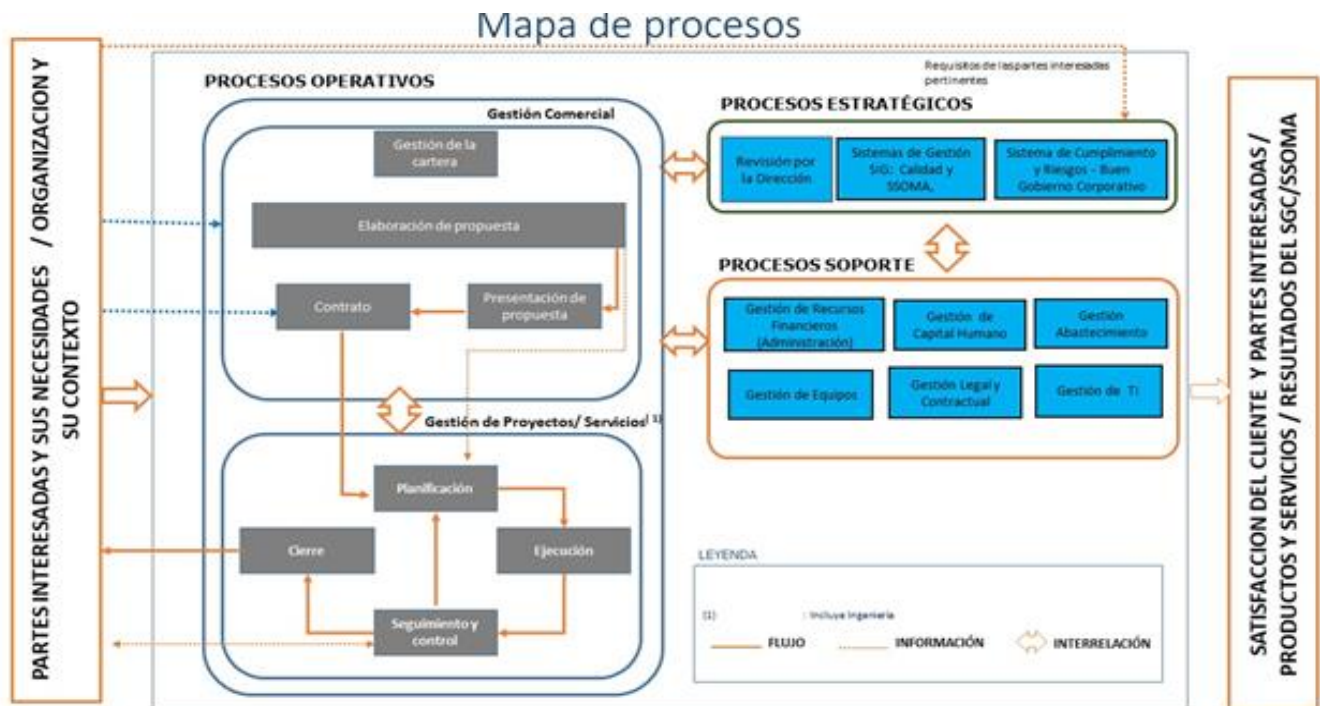 Mapa de procesos
PARTES INTERESADAS Y SUS NECESIDADES / ORGANIZACION Y
SU CONTEXTO
Requisitos de las partes interesadas
pertinentes
PROCESOS OPERATIVOS
Gestión Comercial
Gestión de la
cartera
Elaboración de propuesta
Contrato
Presentación de
propuesta
Gestión de Proyectos/ Servicios(1)
Planificación
Cierre
Ejecución
Seguimiento y
control
PROCESOS ESTRATÉGICOS
Revisión por
la Dirección
Sistemas de Gestión
SIG: Calidad y
SSOMA,
Sistema de Cumplimiento
y Riesgos - Buen
Gobierno Corporativo
PROCESOS SOPORTE
Gestión de Recursos
Financieros
(Administración)
Gestión de
Capital Humano
Gestión
Abastecimiento
Gestión de Equipos
Gestión Legal y
Contractual
Gestión de TI
LEYENDA
(1) : Incluye Ingeniería
FLUJO
INFORMACIÓN
INTERRELACIÓN
SATISFACCION DEL CLIENTE Y PARTES INTERESADAS /
PRODUCTOS Y SERVICIOS / RESULTADOS DEL SGC/SSOMA